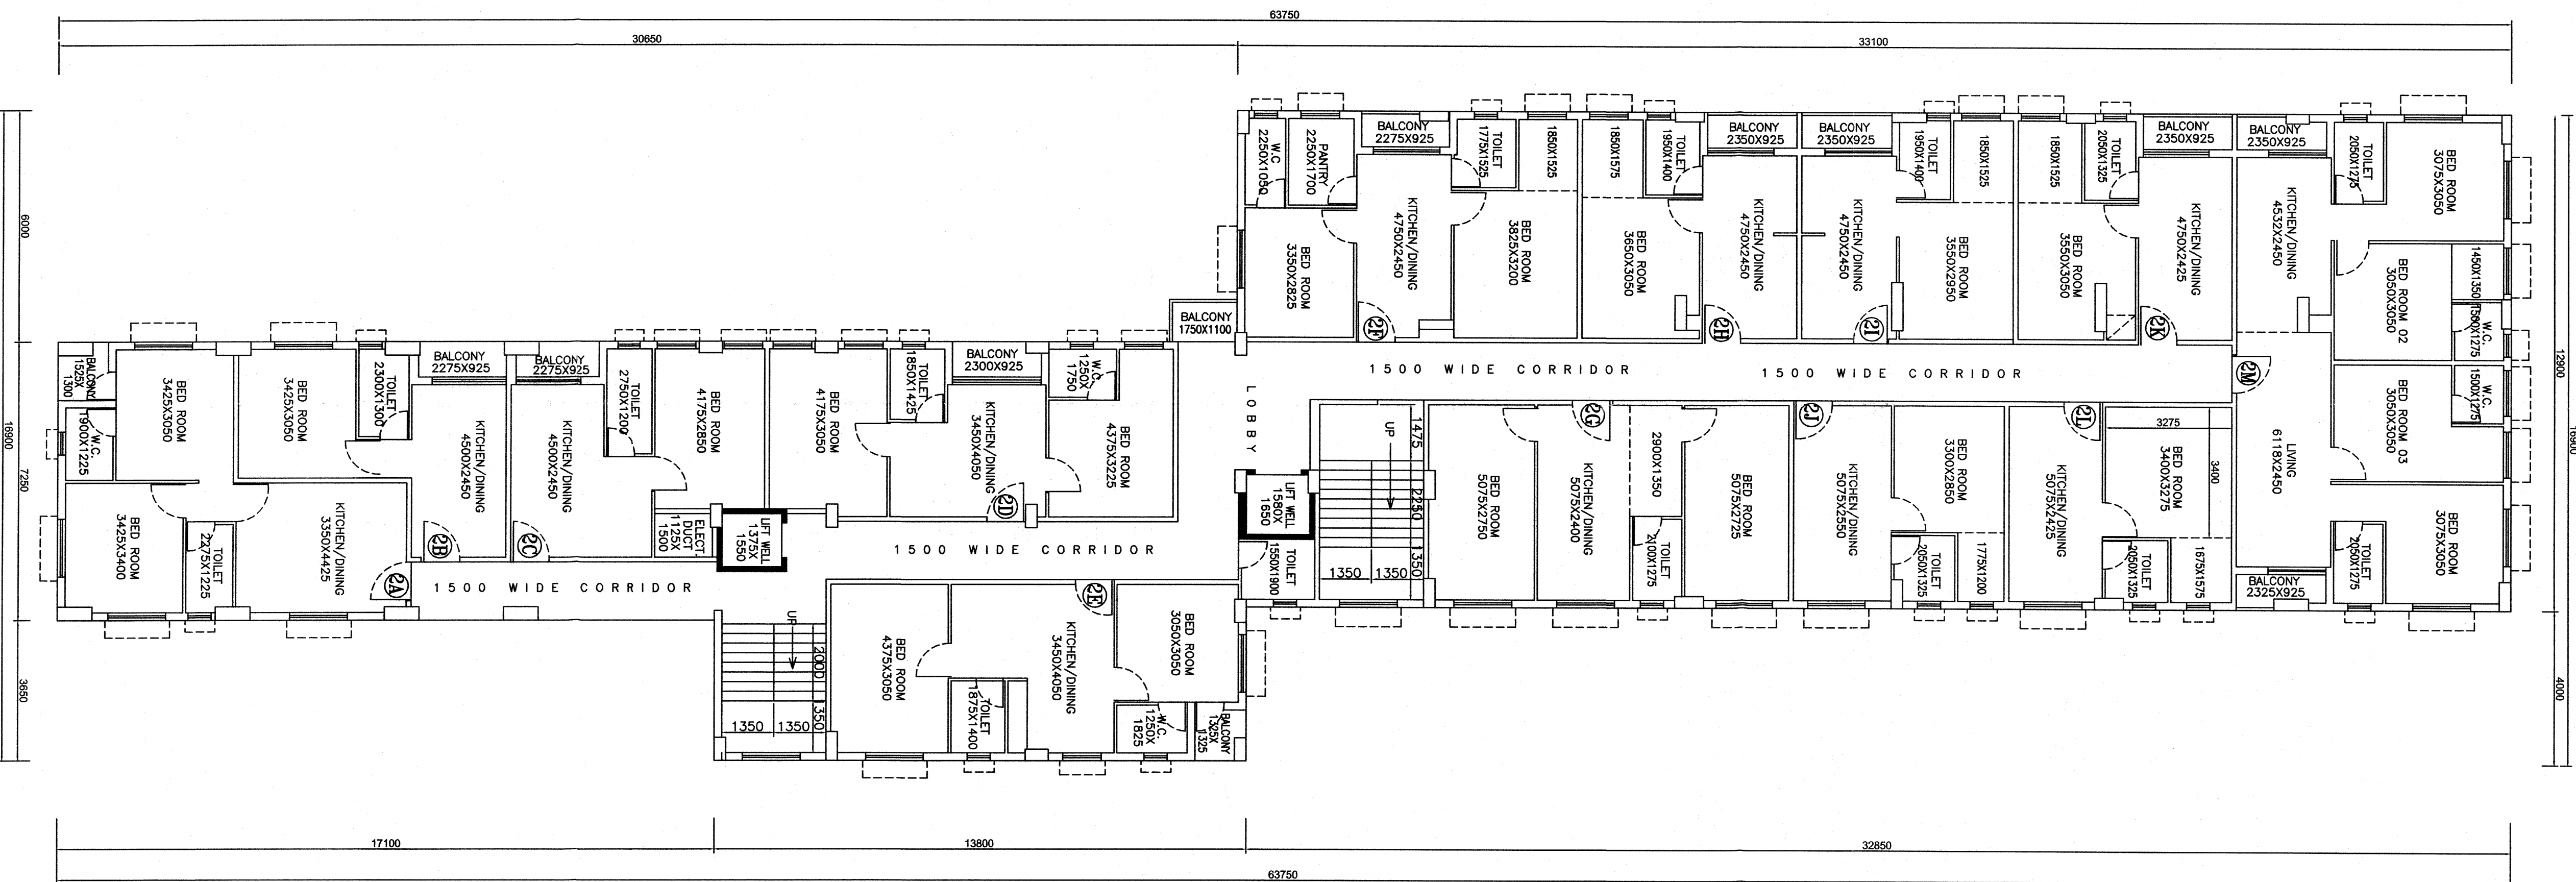 63750
30650
33100
6000
16900
7250
3650
12900
16900
4000
W.C
2250X1050
PANTRY
2250X1700
BALCONY
2275X925
TOILET
1775X1525
1850X1525
1850X1575
TOILET
1950X1400
BALCONY
2350X925
BALCONY
2350X925
TOILET
1950X1400
1850X1525
1850X1525
TOILET
2050X1325
BALCONY
2350X925
BALCONY
2350X925
TOILET
2050X1275
BED ROOM
3075X3050
BED ROOM
3350X2825
KITCHEN/DINING
4750X2450
BED ROOM
3825X3200
BED ROOM
3650X3050
KITCHEN/DINING
4750X2450
KITCHEN/DINING
4750X2450
BED ROOM
3550X2950
BED ROOM
3550X3050
KITCHEN/DINING
4750X2425
KITCHEN/DINING
4532X2450
BED ROOM 02
3050X3050
1450X1350
W.C.
1500X1275
2F
2H
2I
2K
2M
BALCONY
1750X1100
1500 WIDE CORRIDOR
1500 WIDE CORRIDOR
LOBBY
BED ROOM 03
3050X3050
W.C.
1500X1275
LIVING
6118X2450
BED ROOM
3075X3050
TOILET
2050X1275
BALCONY
2325X925
BALCONY
1525X
1300
W.C.
1900X1225
BED ROOM
3425X3050
BED ROOM
3425X3050
TOILET
2300X1300
BALCONY
2275X925
BALCONY
2275X925
TOILET
2750X1200
BED ROOM
4175X2850
BED ROOM
4175X3050
TOILET
1850X1425
BALCONY
2300X925
W.C.
1250X
1750
BED ROOM
4375X3225
KITCHEN/DINING
4500X2450
KITCHEN/DINING
4500X2450
KITCHEN/DINING
3450X4050
BED ROOM
3425X3400
TOILET
2275X1225
KITCHEN/DINING
3350X4425
2A
2B
2C
2D
ELECT.
DUCT
1125X
1500
LIFT WELL
1375X
1550
1500 WIDE CORRIDOR
1500 WIDE CORRIDOR
LIFT WELL
1580X
1650
TOILET
1550X1900
UP
1475
2250
1350
1350
1350
BED ROOM
5075X2750
KITCHEN/DINING
5075X2400
2G
2900X1350
TOILET
2100X1275
BED ROOM
5075X2725
2J
KITCHEN/DINING
5075X2550
BED ROOM
3300X2850
TOILET
2050X1325
1775X1200
2L
KITCHEN/DINING
5075X2425
3275
BED ROOM
3400X3275
3400
TOILET
2050X1325
1675X1575
UP
2000
1350
1350
1350
BED ROOM
4375X3050
TOILET
1875X1400
KITCHEN/DINING
3450X4050
2E
BED ROOM
3050X3050
W.C.
1250X
1825
BALCONY
1325X
1325
17100
13800
32850
63750